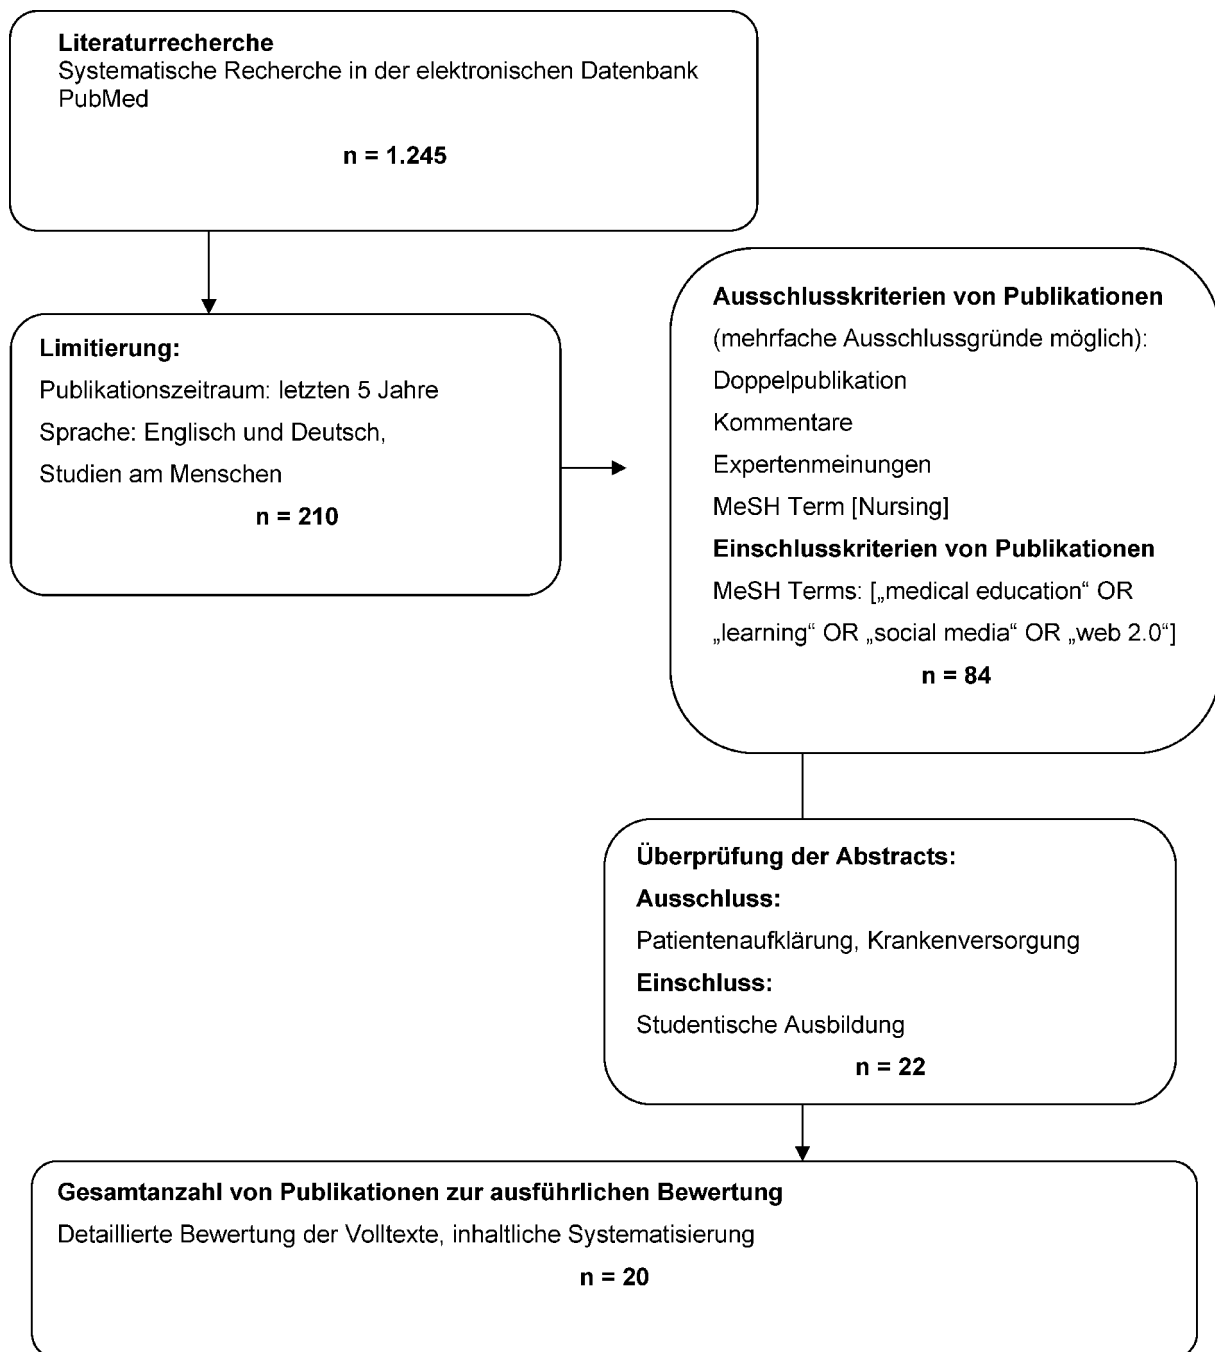 Literaturrecherche
Systematische Recherche in der elektronischen Datenbank
PubMed
n = 1.245
Limitierung:
Publikationszeitraum: letzten 5 Jahre
Sprache: Englisch und Deutsch,
Studien am Menschen
n = 210
Ausschlusskriterien von Publikationen
(mehrfache Ausschlussgründe möglich):
Doppelpublikation
Kommentare
Expertenmeinungen
MeSH Term [Nursing]
Einschlusskriterien von Publikationen
MeSH Terms: [„medical education“ OR
„learning“ OR „social media“ OR „web 2.0“]
n = 84
Überprüfung der Abstracts:
Ausschluss:
Patientenaufklärung, Krankenversorgung
Einschluss:
Studentische Ausbildung
n = 22
Gesamtanzahl von Publikationen zur ausführlichen Bewertung
Detaillierte Bewertung der Volltexte, inhaltliche Systematisierung
n = 20